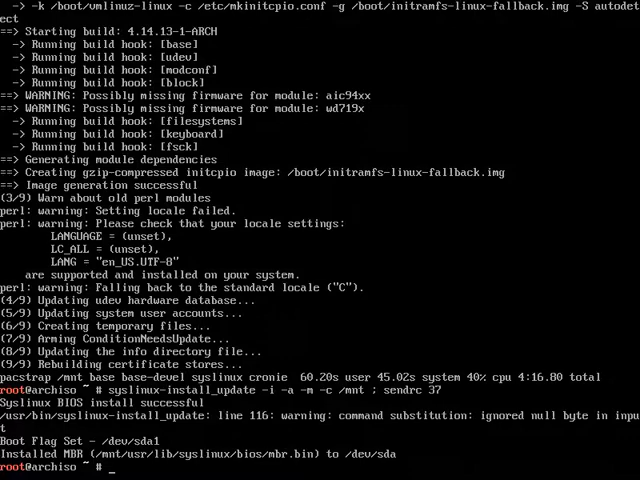 -> -k /boot/vmlinuz-linux -c /etc/mkinitcpio.conf -g /boot/initramfs-linux-fallback.img -S autodet
ect
==> Starting build: 4.14.13-1-ARCH
  -> Running build hook: [base]
  -> Running build hook: [udev]
  -> Running build hook: [modconf]
  -> Running build hook: [block]
==> WARNING: Possibly missing firmware for module: aic94xx
==> WARNING: Possibly missing firmware for module: wd719x
  -> Running build hook: [filesystems]
  -> Running build hook: [keyboard]
  -> Running build hook: [fsck]
==> Generating module dependencies
==> Creating gzip-compressed initcpio image: /boot/initramfs-linux-fallback.img
==> Image generation successful
(3/9) Warn about old perl modules
perl: warning: Setting locale failed.
perl: warning: Please check that your locale settings:
        LANGUAGE = (unset),
        LC_ALL = (unset),
        LANG = "en_US.UTF-8"
    are supported and installed on your system.
perl: warning: Falling back to the standard locale ("C").
(4/9) Updating udev hardware database...
(5/9) Updating system user accounts...
(6/9) Creating temporary files...
(7/9) Arming ConditionNeedsUpdate...
(8/9) Updating the info directory file...
(9/9) Rebuilding certificate stores...
pacstrap /mnt base base-devel syslinux cronie  60.20s user 45.02s system 40% cpu 4:16.80 total
root@archiso ~ # syslinux-install_update -i -a -m -c /mnt ; sendrc 37
Syslinux BIOS install successful
/usr/bin/syslinux-install_update: line 116: warning: command substitution: ignored null byte in inpu
t
Boot Flag Set - /dev/sda1
Installed MBR (/mnt/usr/lib/syslinux/bios/mbr.bin) to /dev/sda
root@archiso ~ # _